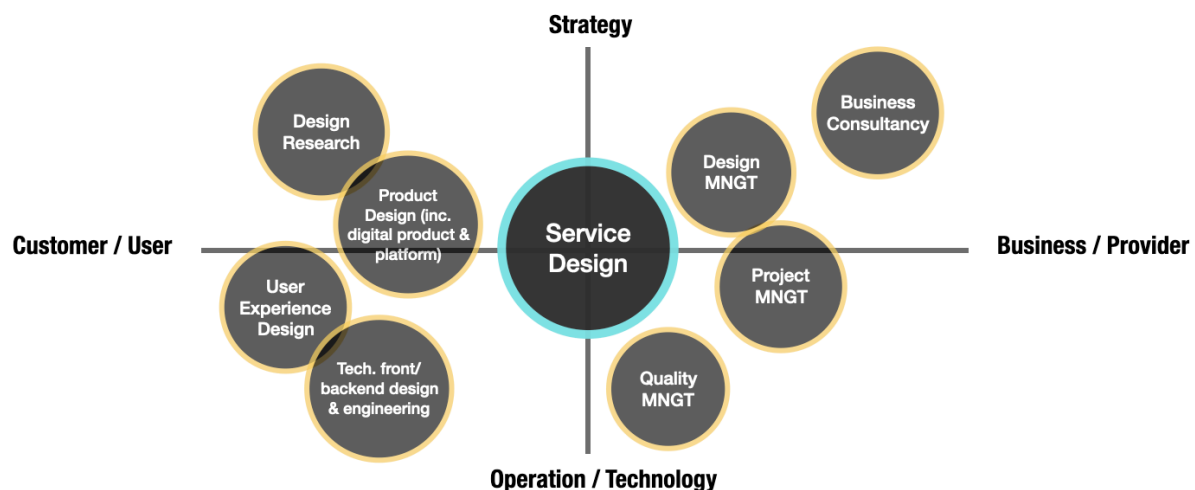 Strategy
Business
Consultancy
Design
Research
Design
MNGT
Product
Design (inc.
digital product &
platform)
Customer / User
Service
Design
Business / Provider
User
Experience
Design
Project
MNGT
Tech. front/
backend design
& engineering
Quality
MNGT
Operation / Technology